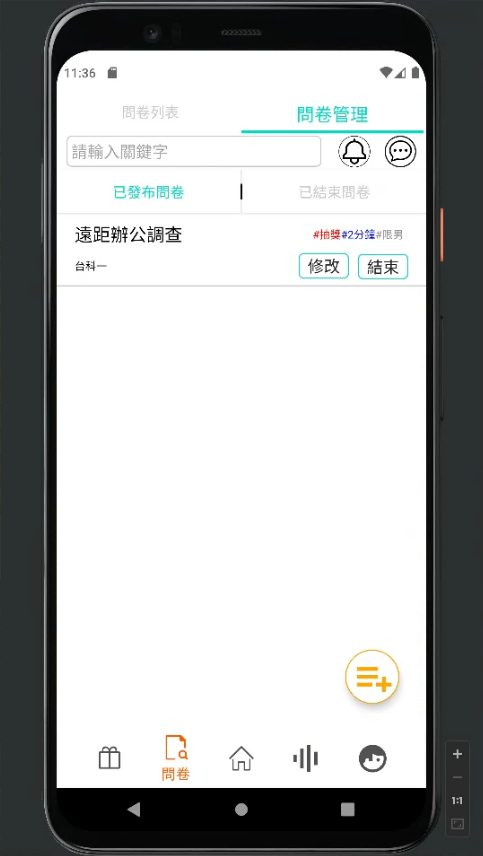 11:36
問卷列表 問卷管理
請輸入關鍵字
已發布問卷 已結束問卷
遠距辦公調查 #抽獎#2分鐘#限男
台科一 修改 結束
問卷
1:1